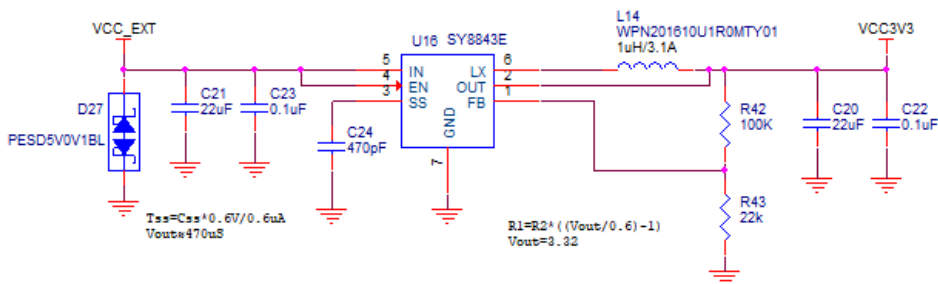 VCC_EXT
D27
PESD5V0V1BL
C21
22uF
C23
0.1uF
C24
470pF
U16 SY8843E
5 IN
4 EN
3 SS
LX 6
OUT 2
FB 1
GND
7
L14
WPN201610U1R0MTY01
1uH/3.1A
VCC3V3
R42
100K
R43
22k
C20
22uF
C22
0.1uF
Tss=Css*0.6V/0.6uA
Vout≈470uS
R1=R2*((Vout/0.6)-1)
Vout=3.32